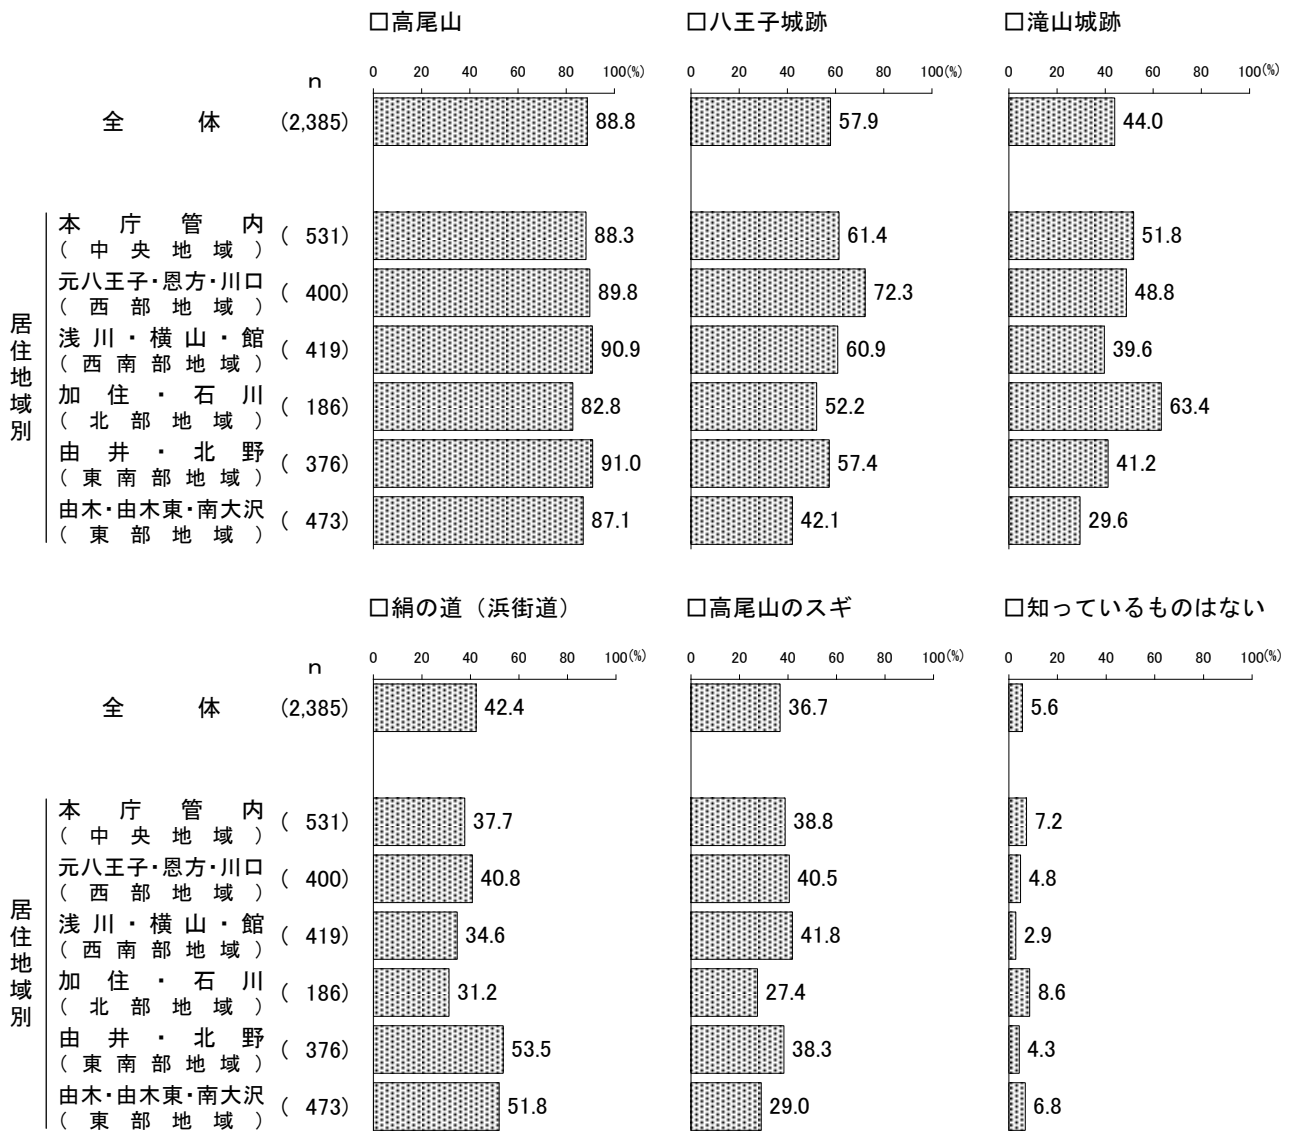 □高尾山 □八王子城跡 □滝山城跡
n 0 20 40 60 80 100(%) 0 20 40 60 80 100(%) 0 20 40 60 80 100(%)
全体 (2,385) 88.8 57.9 44.0
居住地域別
本庁管内 (531) 88.3 61.4 51.8
(中央地域)
元八王子・恩方・川口 (400) 89.8 72.3 48.8
(西部地域)
浅川・横山・館 (419) 90.9 60.9 39.6
(西南部地域)
加住・石川 (186) 82.8 52.2 63.4
(北部地域)
由井・北野 (376) 91.0 57.4 41.2
(東南部地域)
由木・由木東・南大沢 (473) 87.1 42.1 29.6
(東部地域)
□絹の道（浜街道） □高尾山のスギ □知っているものはない
n 0 20 40 60 80 100(%) 0 20 40 60 80 100(%) 0 20 40 60 80 100(%)
全体 (2,385) 42.4 36.7 5.6
居住地域別
本庁管内 (531) 37.7 38.8 7.2
(中央地域)
元八王子・恩方・川口 (400) 40.8 40.5 4.8
(西部地域)
浅川・横山・館 (419) 34.6 41.8 2.9
(西南部地域)
加住・石川 (186) 31.2 27.4 8.6
(北部地域)
由井・北野 (376) 53.5 38.3 4.3
(東南部地域)
由木・由木東・南大沢 (473) 51.8 29.0 6.8
(東部地域)